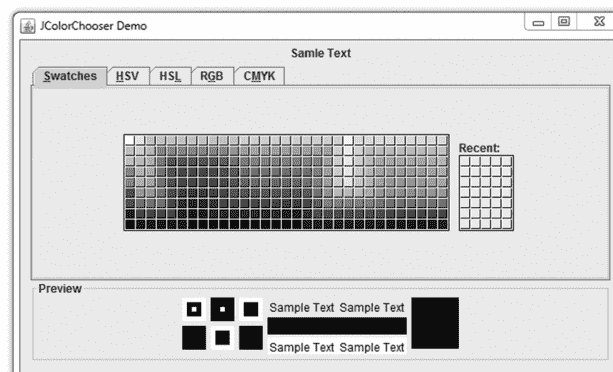 JColorChooser Demo
Samle Text
Swatches HSV HSL RGB CMYK
Recent:
Preview
Sample Text Sample Text
Sample Text Sample Text